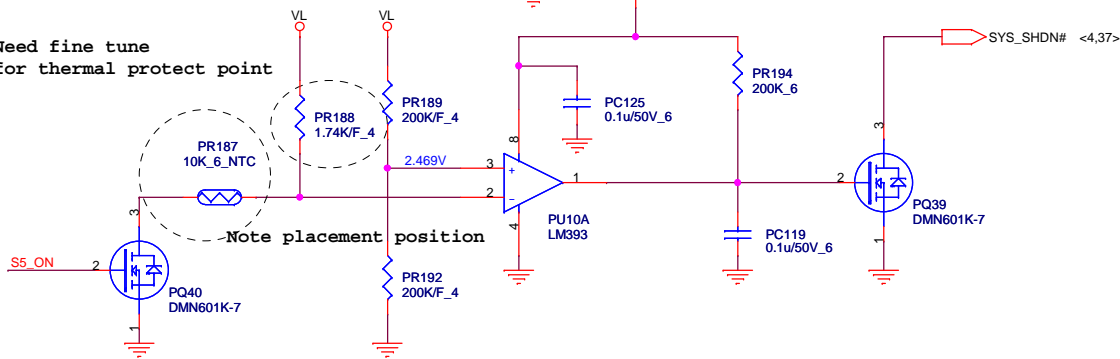 VL
VL
SYS_SHDN# <4,37>
Need fine tune
for thermal protect point
PR194
200K_6
PR189
200K/F_4
PC125
0.1u/50V_6
PR188
1.74K/F_4
3
8
PR187
10K_6_NTC
2.469V
3
+
1
2
2
-
PU10A
LM393
PQ39
DMN601K-7
3
4
1
Note placement position
PC119
0.1u/50V_6
S5_ON
2
PQ40
DMN601K-7
PR192
200K/F_4
1